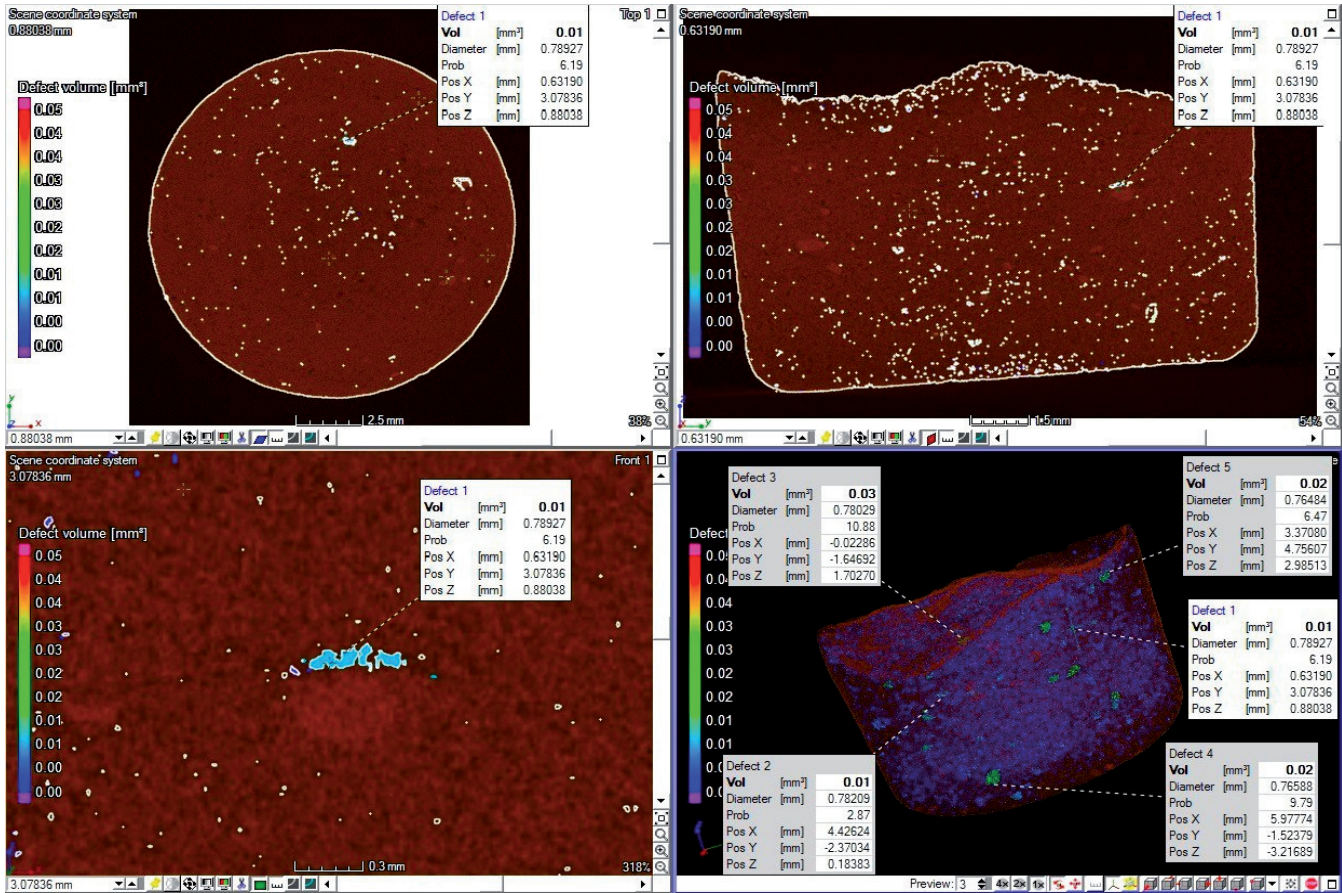 Scene coordinate system
0.88038 mm
Top 1
Defect 1
Vol [mm³] 0.01
Diameter [mm] 0.78927
Prob 6.19
Pos X [mm] 0.63190
Pos Y [mm] 3.07836
Pos Z [mm] 0.88038
Defect volume [mm³]
0.05
0.04
0.04
0.03
0.03
0.02
0.02
0.01
0.01
0.00
0.00
y
z
x
2.5 mm
38%
0.88038 mm
Scene coordinate system
0.63190 mm
Defect 1
Vol [mm³] 0.01
Diameter [mm] 0.78927
Prob 6.19
Pos X [mm] 0.63190
Pos Y [mm] 3.07836
Pos Z [mm] 0.88038
Defect volume [mm³]
0.05
0.04
0.04
0.03
0.03
0.02
0.02
0.01
0.01
0.00
0.00
1.5 mm
54%
0.63190 mm
Scene coordinate system
3.07836 mm
Front 1
Defect 1
Vol [mm³] 0.01
Diameter [mm] 0.78927
Prob 6.19
Pos X [mm] 0.63190
Pos Y [mm] 3.07836
Pos Z [mm] 0.88038
Defect volume [mm³]
0.05
0.04
0.04
0.03
0.03
0.02
0.02
0.01
0.01
0.00
0.00
0.3 mm
318%
3.07836 mm
Defect 3
Vol [mm³] 0.03
Diameter [mm] 0.78029
Prob 10.88
Pos X [mm] -0.02286
Pos Y [mm] -1.64692
Pos Z [mm] 1.70270
Defect 5
Vol [mm³] 0.02
Diameter [mm] 0.76484
Prob 6.47
Pos X [mm] 3.37080
Pos Y [mm] 4.75607
Pos Z [mm] 2.98513
Defect 1
Vol [mm³] 0.01
Diameter [mm] 0.78927
Prob 6.19
Pos X [mm] 0.63190
Pos Y [mm] 3.07836
Pos Z [mm] 0.88038
Defect 2
Vol [mm³] 0.01
Diameter [mm] 0.78209
Prob 2.87
Pos X [mm] 4.42624
Pos Y [mm] -2.37034
Pos Z [mm] 0.18383
Defect 4
Vol [mm³] 0.02
Diameter [mm] 0.76588
Prob 9.79
Pos X [mm] 5.97774
Pos Y [mm] -1.52379
Pos Z [mm] -3.21689
Defect
0.04
0.03
0.03
0.02
0.02
0.01
Preview: 3 4x 2x 1x